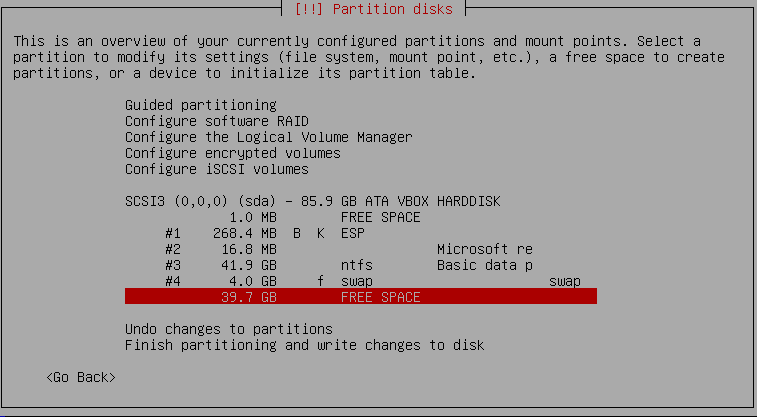 [!!] Partition disks
This is an overview of your currently configured partitions and mount points. Select a
partition to modify its settings (file system, mount point, etc.), a free space to create
partitions, or a device to initialize its partition table.
Guided partitioning
Configure software RAID
Configure the Logical Volume Manager
Configure encrypted volumes
Configure iSCSI volumes
SCSI3 (0,0,0) (sda) - 85.9 GB ATA VBOX HARDDISK
1.0 MB FREE SPACE
#1 268.4 MB B K ESP
#2 16.8 MB Microsoft re
#3 41.9 GB ntfs Basic data p
#4 4.0 GB f swap swap
39.7 GB FREE SPACE
Undo changes to partitions
Finish partitioning and write changes to disk
<Go Back>